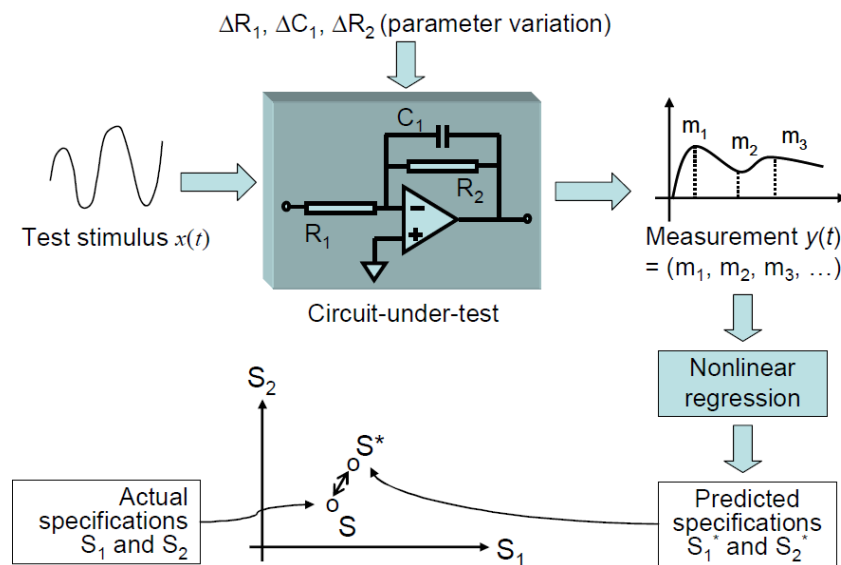 ΔR₁, ΔC₁, ΔR₂ (parameter variation)
C₁
R₂
R₁
Test stimulus x(t)
Circuit-under-test
m₁
m₂
m₃
Measurement y(t)
= (m₁, m₂, m₃, ...)
Nonlinear
regression
S₂
S*
S
S₁
Actual
specifications
S₁ and S₂
Predicted
specifications
S₁* and S₂*